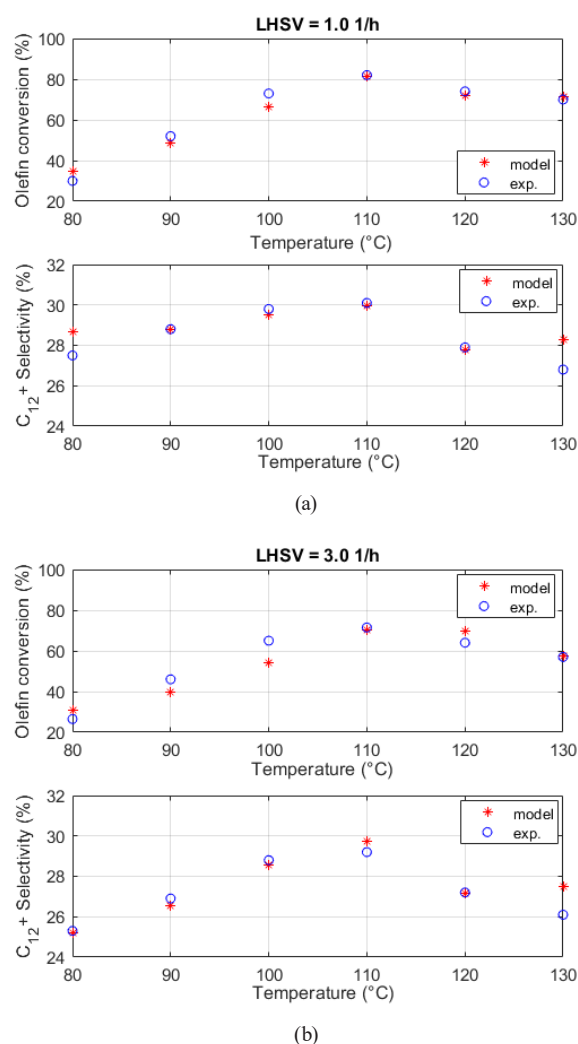 LHSV = 1.0 1/h
Olefin conversion (%)
100
80
60
40
20
80 90 100 110 120 130
Temperature (°C)
model
exp.
C12+ Selectivity (%)
32
30
28
26
24
80 90 100 110 120 130
Temperature (°C)
model
exp.
(a)
LHSV = 3.0 1/h
Olefin conversion (%)
100
80
60
40
20
80 90 100 110 120 130
Temperature (°C)
model
exp.
C12+ Selectivity (%)
32
30
28
26
24
80 90 100 110 120 130
Temperature (°C)
model
exp.
(b)